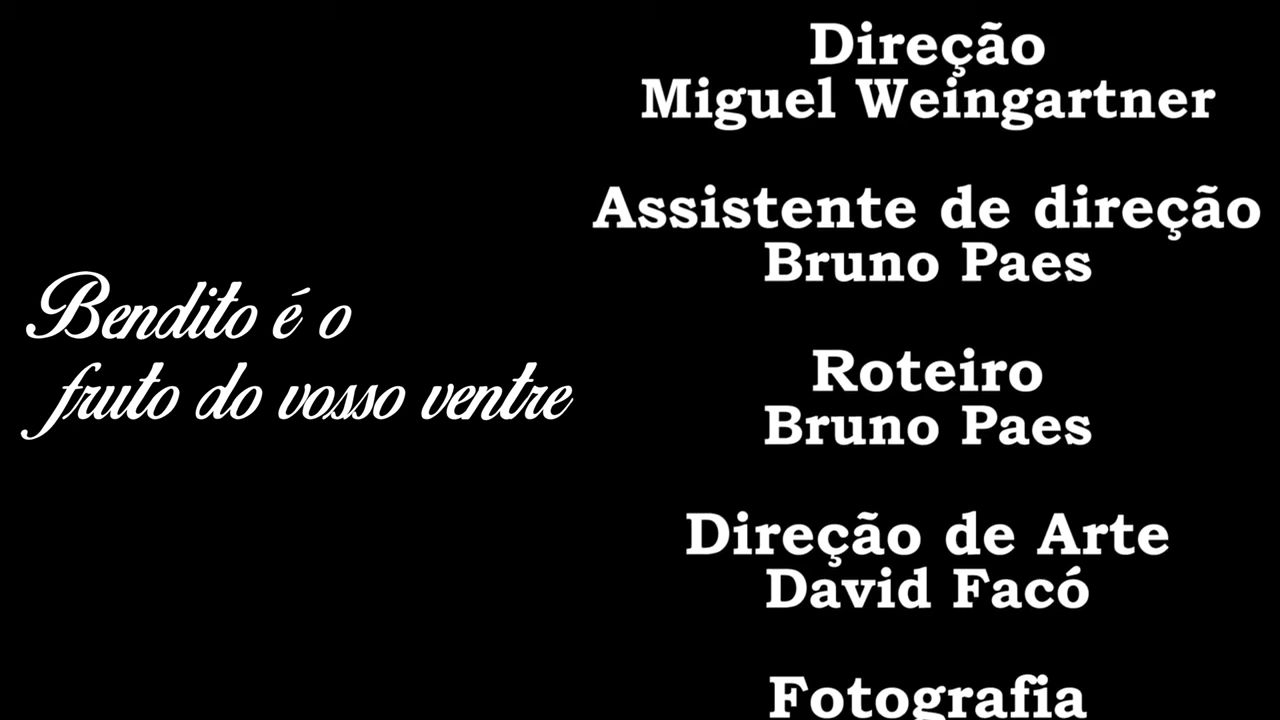 Bendito é o
fruto do vosso ventre
Direção
Miguel Weingartner
Assistente de direção
Bruno Paes
Roteiro
Bruno Paes
Direção de Arte
David Facó
Fotografia